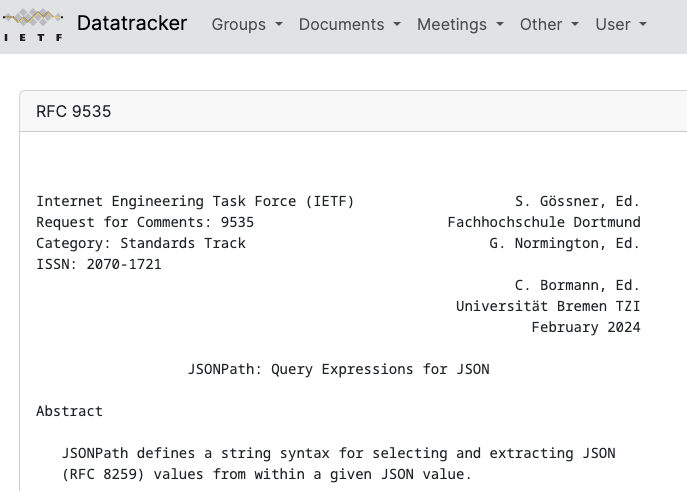 IETF Datatracker Groups Documents Meetings Other User
RFC 9535
Internet Engineering Task Force (IETF) S. Gössner, Ed.
Request for Comments: 9535 Fachhochschule Dortmund
Category: Standards Track G. Normington, Ed.
ISSN: 2070-1721
C. Bormann, Ed.
Universität Bremen TZI
February 2024
JSONPath: Query Expressions for JSON
Abstract
JSONPath defines a string syntax for selecting and extracting JSON
(RFC 8259) values from within a given JSON value.